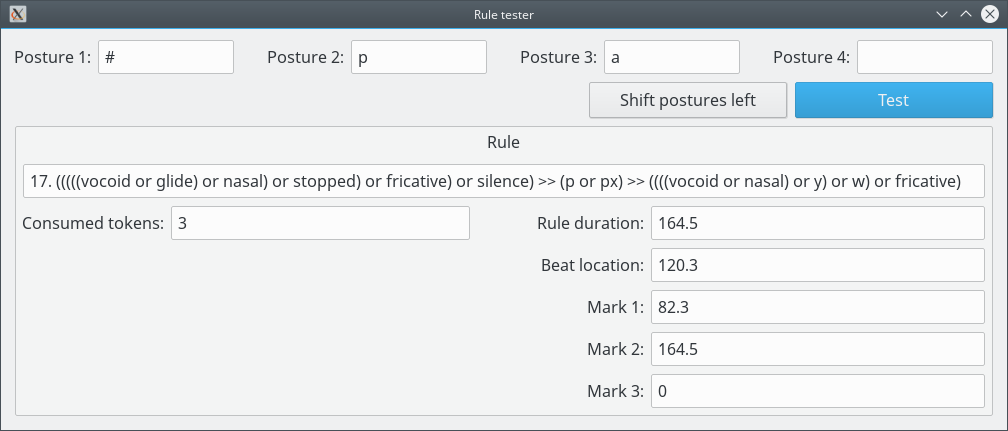 Rule tester
Posture 1: # Posture 2: p Posture 3: a Posture 4:
Shift postures left Test
Rule
17. (((((vocoid or glide) or nasal) or stopped) or fricative) or silence) >> (p or px) >> ((((vocoid or nasal) or y) or w) or fricative)
Consumed tokens: 3 Rule duration: 164.5
Beat location: 120.3
Mark 1: 82.3
Mark 2: 164.5
Mark 3: 0